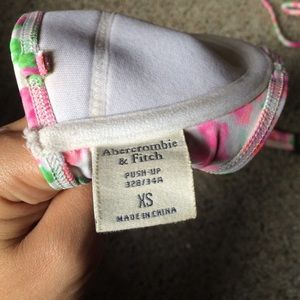 Abercrombie
& Fitch
PUSH-UP
32B/34A
XS
MADE IN CHINA